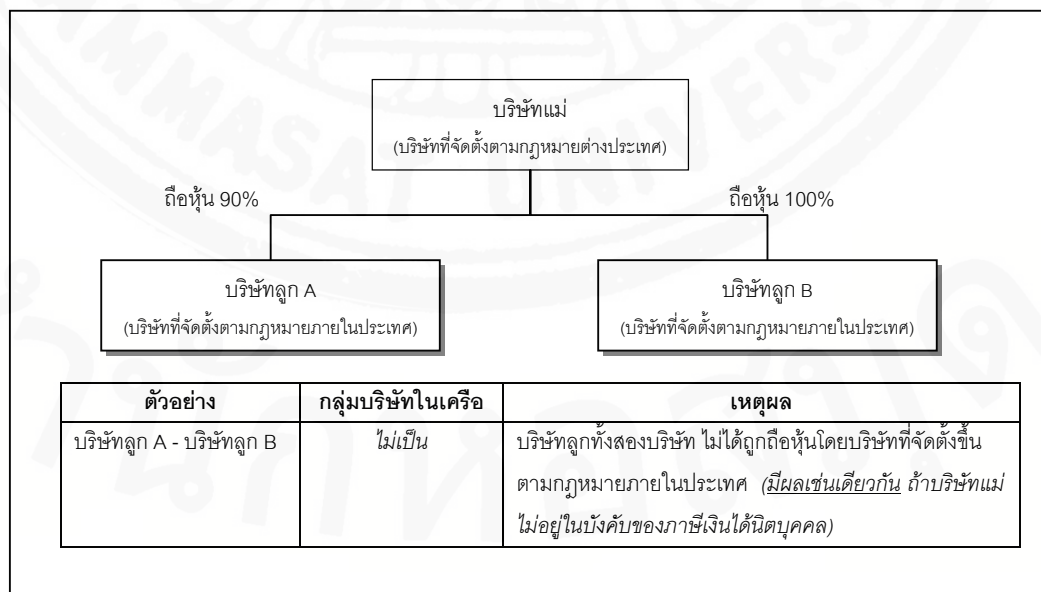 บริษัทแม่
(บริษัทที่จัดตั้งตามกฎหมายต่างประเทศ)
ถือหุ้น 90%
ถือหุ้น 100%
บริษัทลูก A
(บริษัทที่จัดตั้งตามกฎหมายภายในประเทศ)
บริษัทลูก B
(บริษัทที่จัดตั้งตามกฎหมายภายในประเทศ)
ตัวอย่าง กลุ่มบริษัทในเครือ เหตุผล
บริษัทลูก A - บริษัทลูก B ไม่เป็น บริษัทลูกทั้งสองบริษัท ไม่ได้ถูกถือหุ้นโดยบริษัทที่จัดตั้งขึ้น
ตามกฎหมายภายในประเทศ (มีผลเช่นเดียวกัน ถ้าบริษัทแม่
ไม่อยู่ในบังคับของภาษีเงินได้นิตบุคคล)